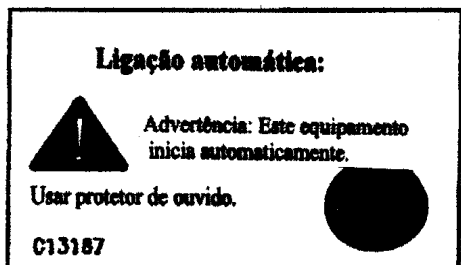 Ligação automática:
Advertência: Este equipamento
inicia automaticamente.
Usar protetor de ouvido.
C13187